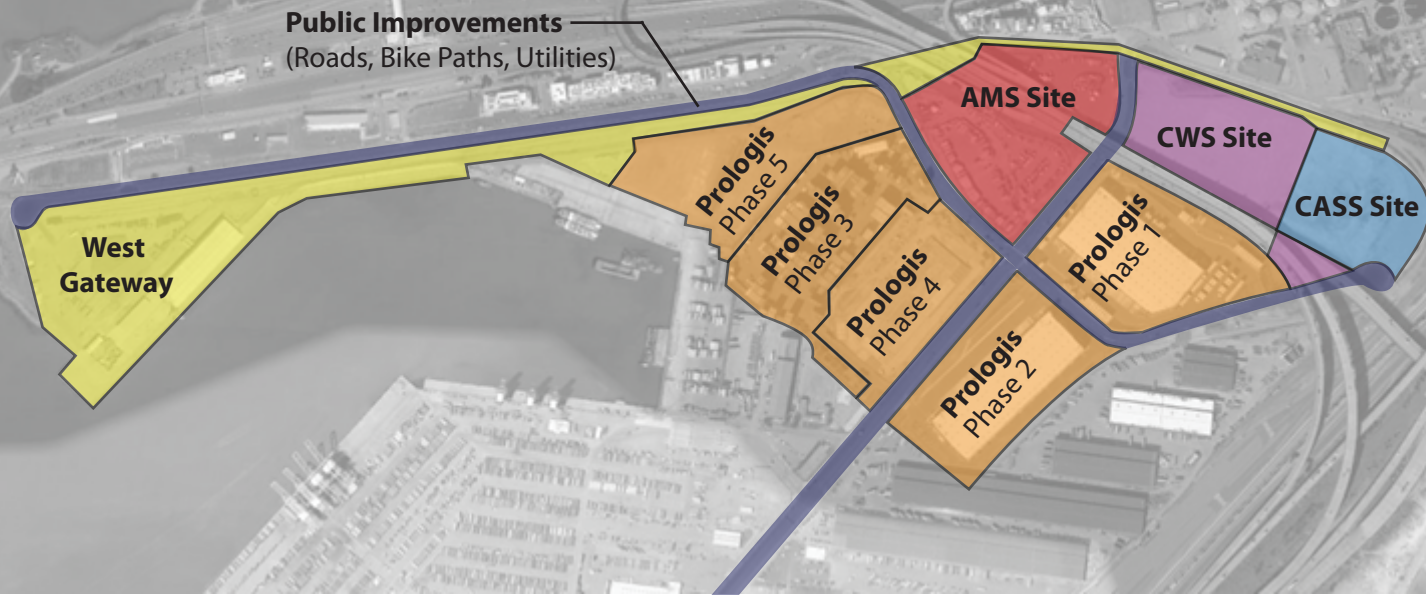 Public Improvements
(Roads, Bike Paths, Utilities)
AMS Site
CWS Site
CASS Site
West
Gateway
Prologis
Phase 5
Prologis
Phase 3
Prologis
Phase 4
Prologis
Phase 1
Prologis
Phase 2